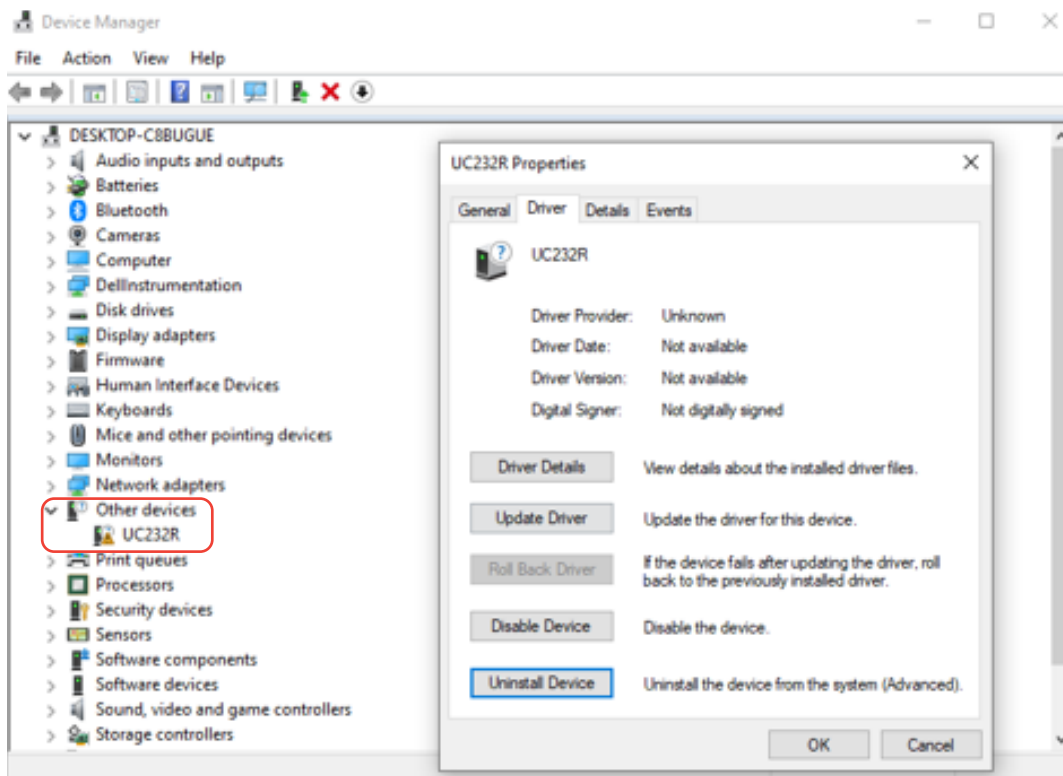 Device Manager
File Action View Help
DESKTOP-C8BUGUE
Audio inputs and outputs
Batteries
Bluetooth
Cameras
Computer
DellInstrumentation
Disk drives
Display adapters
Firmware
Human Interface Devices
Keyboards
Mice and other pointing devices
Monitors
Network adapters
Other devices
UC232R
Print queues
Processors
Security devices
Sensors
Software components
Software devices
Sound, video and game controllers
Storage controllers
UC232R Properties
General Driver Details Events
UC232R
Driver Provider: Unknown
Driver Date: Not available
Driver Version: Not available
Digital Signer: Not digitally signed
Driver Details View details about the installed driver files.
Update Driver Update the driver for this device.
Roll Back Driver If the device fails after updating the driver, roll
back to the previously installed driver.
Disable Device Disable the device.
Uninstall Device Uninstall the device from the system (Advanced).
OK Cancel